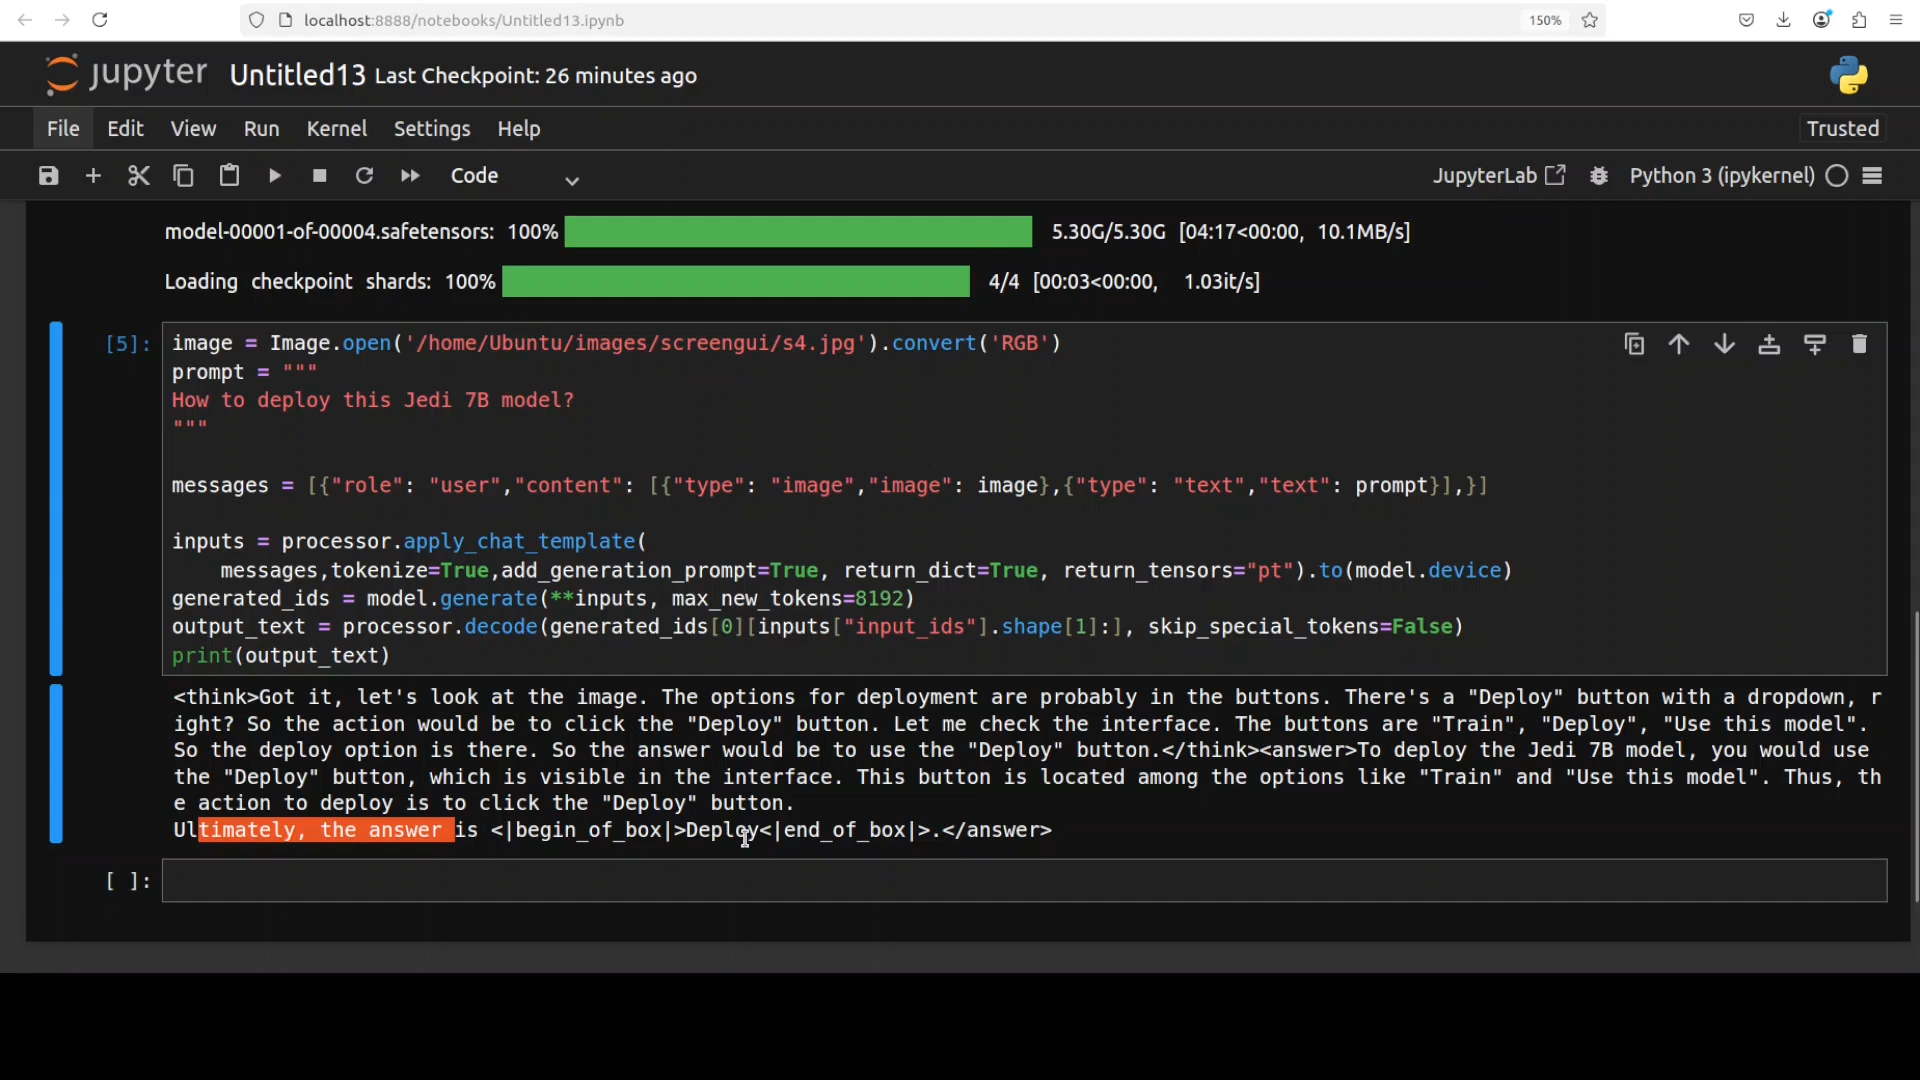 localhost:8888/notebooks/Untitled13.ipynb
150%
jupyter Untitled13 Last Checkpoint: 26 minutes ago
File Edit View Run Kernel Settings Help
Trusted
Code
JupyterLab
Python 3 (ipykernel)
model-00001-of-00004.safetensors: 100% 5.30G/5.30G [04:17<00:00, 10.1MB/s]
Loading checkpoint shards: 100% 4/4 [00:03<00:00, 1.03it/s]
[5]: image = Image.open('/home/Ubuntu/images/screengui/s4.jpg').convert('RGB')
prompt = """
How to deploy this Jedi 7B model?
"""
messages = [{"role": "user","content": [{"type": "image","image": image},{"type": "text","text": prompt}],}]
inputs = processor.apply_chat_template(
messages,tokenize=True,add_generation_prompt=True, return_dict=True, return_tensors="pt").to(model.device)
generated_ids = model.generate(**inputs, max_new_tokens=8192)
output_text = processor.decode(generated_ids[0][inputs["input_ids"].shape[1]:], skip_special_tokens=False)
print(output_text)
<think>Got it, let's look at the image. The options for deployment are probably in the buttons. There's a "Deploy" button with a dropdown, r
ight? So the action would be to click the "Deploy" button. Let me check the interface. The buttons are "Train", "Deploy", "Use this model".
So the deploy option is there. So the answer would be to use the "Deploy" button.</think><answer>To deploy the Jedi 7B model, you would use
the "Deploy" button, which is visible in the interface. This button is located among the options like "Train" and "Use this model". Thus, th
e action to deploy is to click the "Deploy" button.
Ultimately, the answer is <|begin_of_box|>Deploy<|end_of_box|>.</answer>
[ ]: